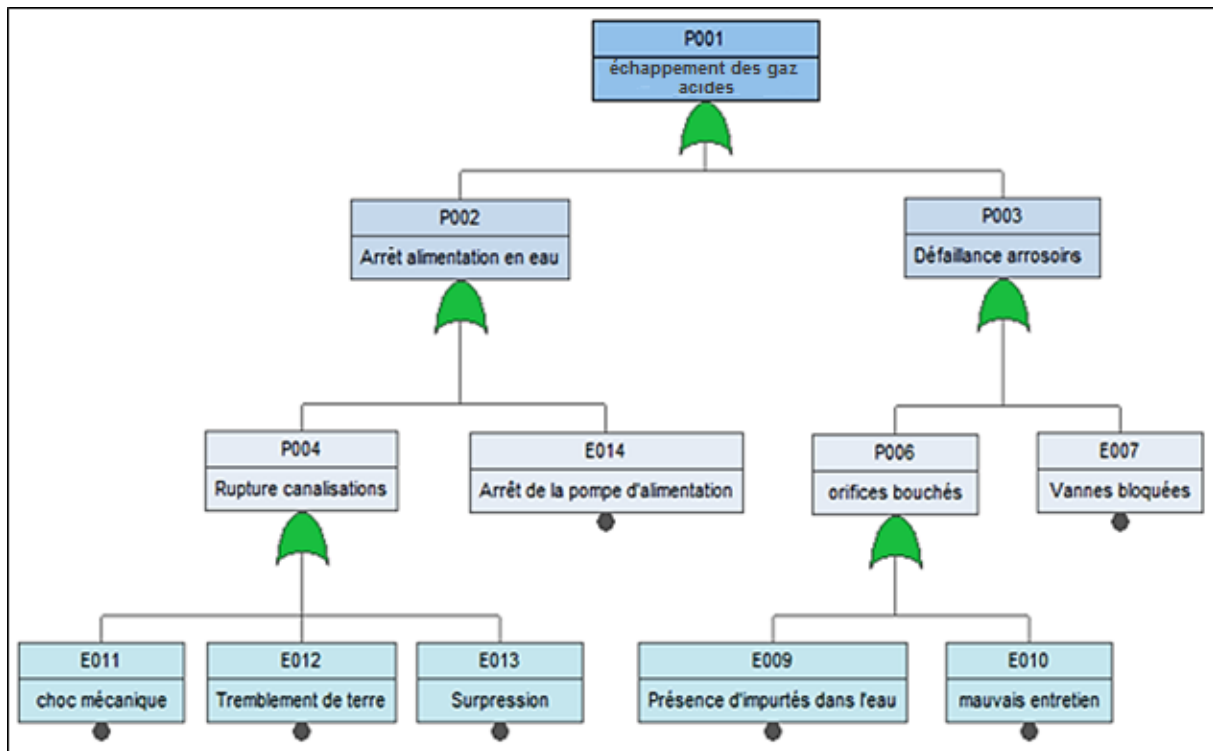 P001
échappement des gaz
acides
P002
Arrêt alimentation en eau
P003
Défaillance arrosoirs
P004
Rupture canalisations
E014
Arrêt de la pompe d'alimentation
P006
orifices bouchés
E007
Vannes bloquées
E011
choc mécanique
E012
Tremblement de terre
E013
Surpression
E009
Présence d'impurtés dans l'eau
E010
mauvais entretien